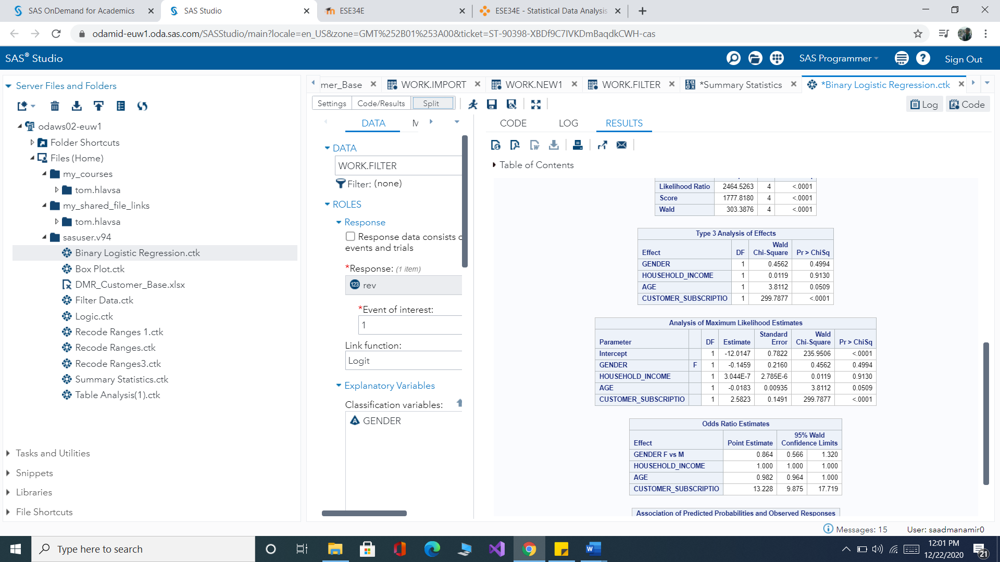 SAS OnDemand for Academics
SAS Studio
ESE34E
ESE34E - Statistical Data Analysis
odamid-euw1.oda.sas.com/SASStudio/main?locale=en_US&zone=GMT%252B01%253A00&ticket=ST-90398-XBDf9C7IVKDmBaqdkCWH-cas
SAS® Studio
SAS Programmer
Sign Out
Server Files and Folders
odaws02-euw1
Folder Shortcuts
Files (Home)
my_courses
tom.hlavsa
my_shared_file_links
tom.hlavsa
sasuser.v94
Binary Logistic Regression.ctk
Box Plot.ctk
DMR_Customer_Base.xlsx
Filter Data.ctk
Logic.ctk
Recode Ranges 1.ctk
Recode Ranges.ctk
Recode Ranges3.ctk
Summary Statistics.ctk
Table Analysis(1).ctk
Tasks and Utilities
Snippets
Libraries
File Shortcuts
mer_Base
WORK.IMPORT
WORK.NEW1
WORK.FILTER
*Summary Statistics
*Binary Logistic Regression.ctk
Settings Code/Results Split
Log Code
DATA
DATA
WORK.FILTER
Filter: (none)
ROLES
Response
Response data consists
events and trials
*Response: (1 item)
123 rev
*Event of interest:
1
Link function:
Logit
Explanatory Variables
Classification variables:
GENDER
CODE LOG RESULTS
Table of Contents
Likelihood Ratio 2464.5263 4 <.0001
Score 1777.8180 4 <.0001
Wald 303.3876 4 <.0001
Type 3 Analysis of Effects
Effect DF Wald Chi-Square Pr > ChiSq
GENDER 1 0.4562 0.4994
HOUSEHOLD_INCOME 1 0.0119 0.9130
AGE 1 3.8112 0.0509
CUSTOMER_SUBSCRIPTIO 1 299.7877 <.0001
Analysis of Maximum Likelihood Estimates
Parameter DF Estimate Standard Error Wald Chi-Square Pr > ChiSq
Intercept 1 -12.0147 0.7822 235.9506 <.0001
GENDER F 1 -0.1459 0.2160 0.4562 0.4994
HOUSEHOLD_INCOME 1 3.044E-7 2.785E-6 0.0119 0.9130
AGE 1 -0.0183 0.00935 3.8112 0.0509
CUSTOMER_SUBSCRIPTIO 1 2.5823 0.1491 299.7877 <.0001
Odds Ratio Estimates
Effect Point Estimate 95% Wald Confidence Limits
GENDER F vs M 0.864 0.566 1.320
HOUSEHOLD_INCOME 1.000 1.000 1.000
AGE 0.982 0.964 1.000
CUSTOMER_SUBSCRIPTIO 13.228 9.875 17.719
Association of Predicted Probabilities and Observed Responses
Messages: 15
User: saadmanamir0
Type here to search
12:01 PM
12/22/2020
21